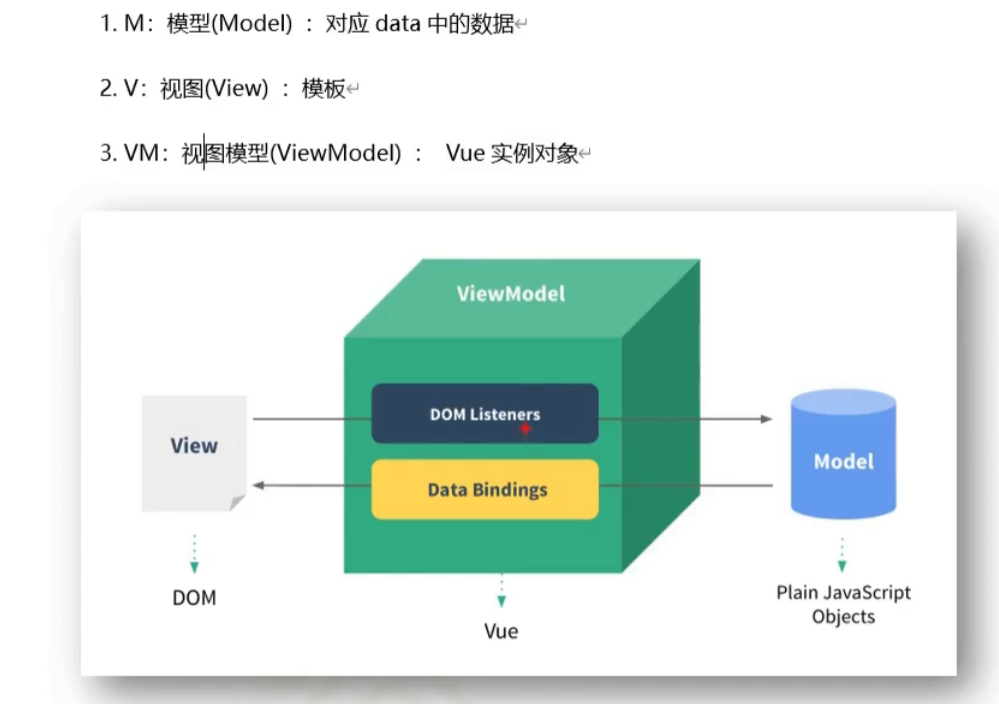 1. M：模型(Model) ：对应 data 中的数据↵
2. V：视图(View) ：模板↵
3. VM：视图模型(ViewModel) ： Vue 实例对象↵
ViewModel
DOM Listeners
View
Model
Data Bindings
DOM
Plain JavaScript
Objects
Vue